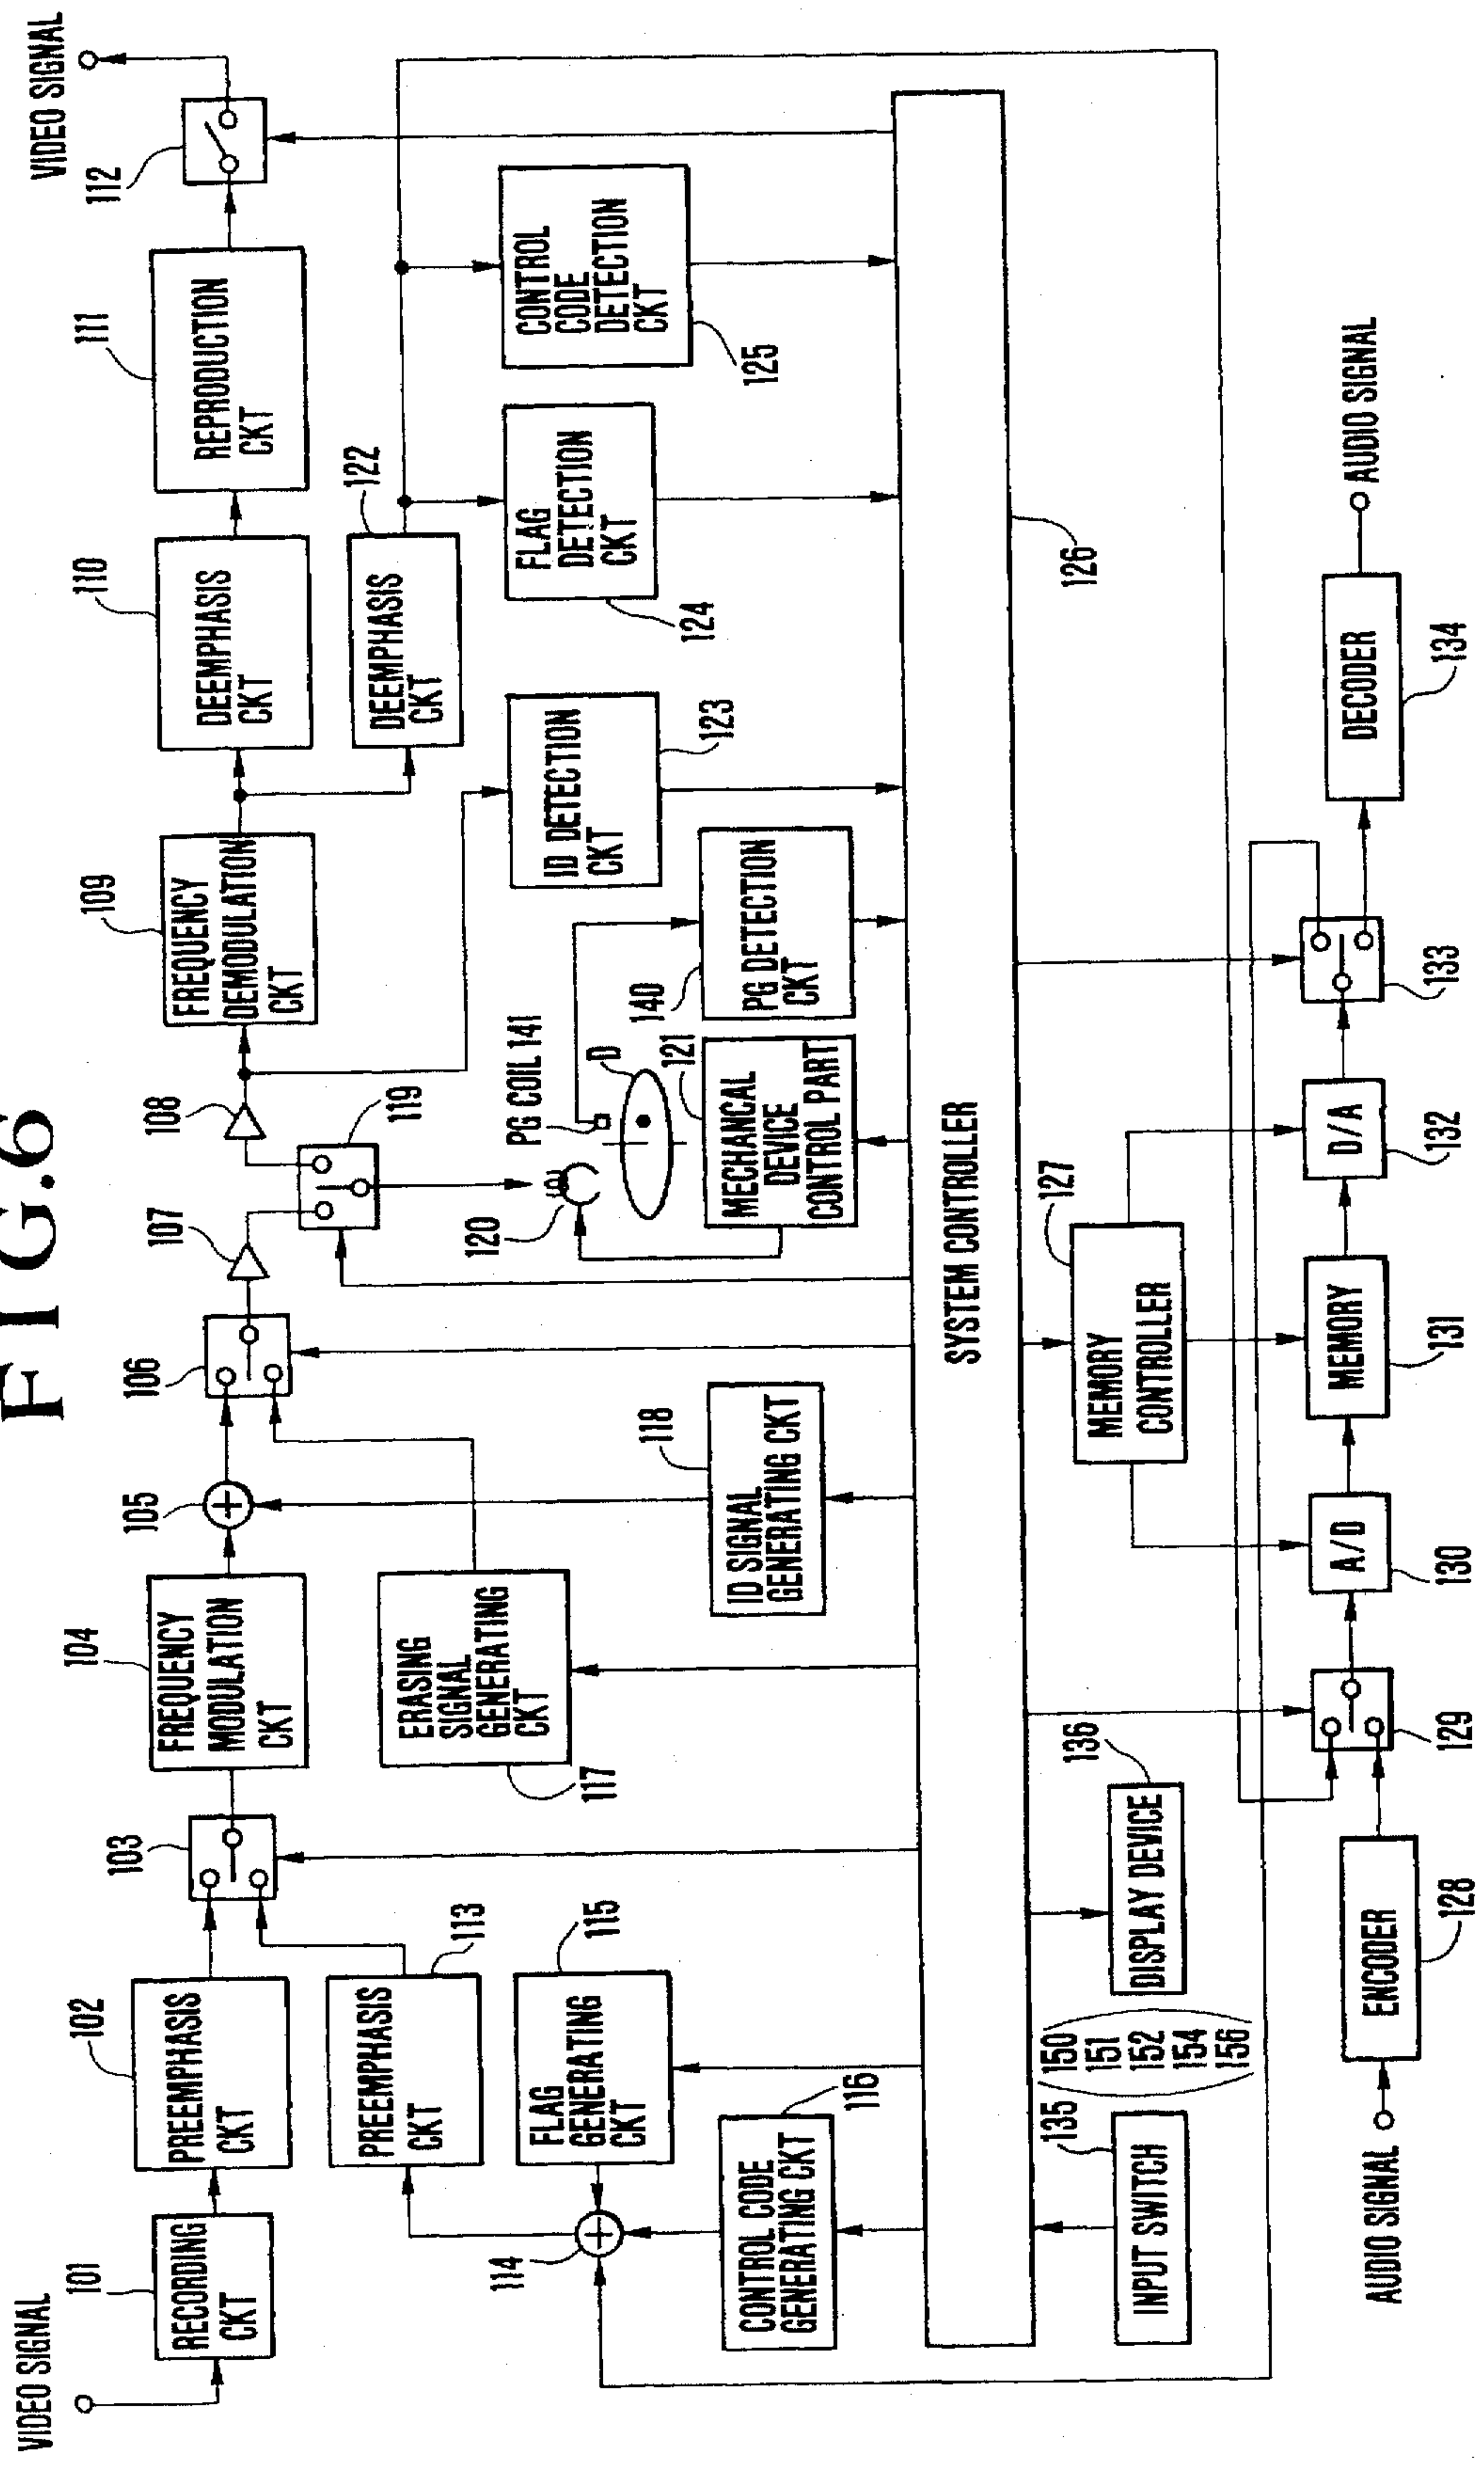 FIG.6
VIDEO SIGNAL
101
RECORDING
CKT
102
PREEMPHASIS
CKT
103
104
FREQUENCY
MODULATION
CKT
105
106
107
108
109
FREQUENCY
DEMODULATION
CKT
110
DEEMPHASIS
CKT
111
REPRODUCTION
CKT
112
VIDEO SIGNAL
113
PREEMPHASIS
CKT
117
ERASING
SIGNAL
GENERATING
CKT
119
122
DEEMPHASIS
CKT
114
115
FLAG
GENERATING
CKT
120
PG COIL 141
D
123
ID DETECTION
CKT
124
FLAG
DETECTION
CKT
125
CONTROL
CODE
DETECTION
CKT
116
CONTROL CODE
GENERATING CKT
118
ID SIGNAL
GENERATING CKT
121
MECHANCAL
DEVICE
CONTROL PART
140
PG DETECTION
CKT
SYSTEM CONTROLLER
126
135
INPUT SWITCH
150
151
152
154
156
136
DISPLAY DEVICE
127
MEMORY
CONTROLLER
AUDIO SIGNAL
ENCODER
128
129
A/D
130
MEMORY
131
D/A
132
133
DECODER
134
AUDIO SIGNAL